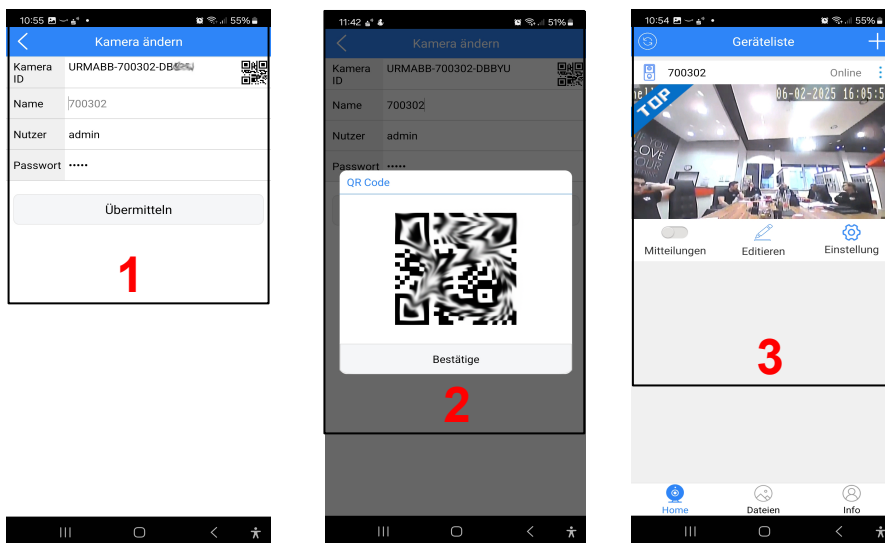 10:55
55%
Kamera ändern
Kamera ID
URMABB-700302-DB
Name
700302
Nutzer
admin
Passwort
•••••
Übermitteln
1
11:42
51%
Kamera ändern
Kamera ID
URMABB-700302-DBBYU
Name
700302
Nutzer
admin
Passwort
•••••
QR Code
Bestätige
2
10:54
55%
Geräteliste
700302
Online
TOP
06-02-2025 16:05:5
LOVE
Mitteilungen
Editieren
Einstellung
3
Home
Dateien
Info